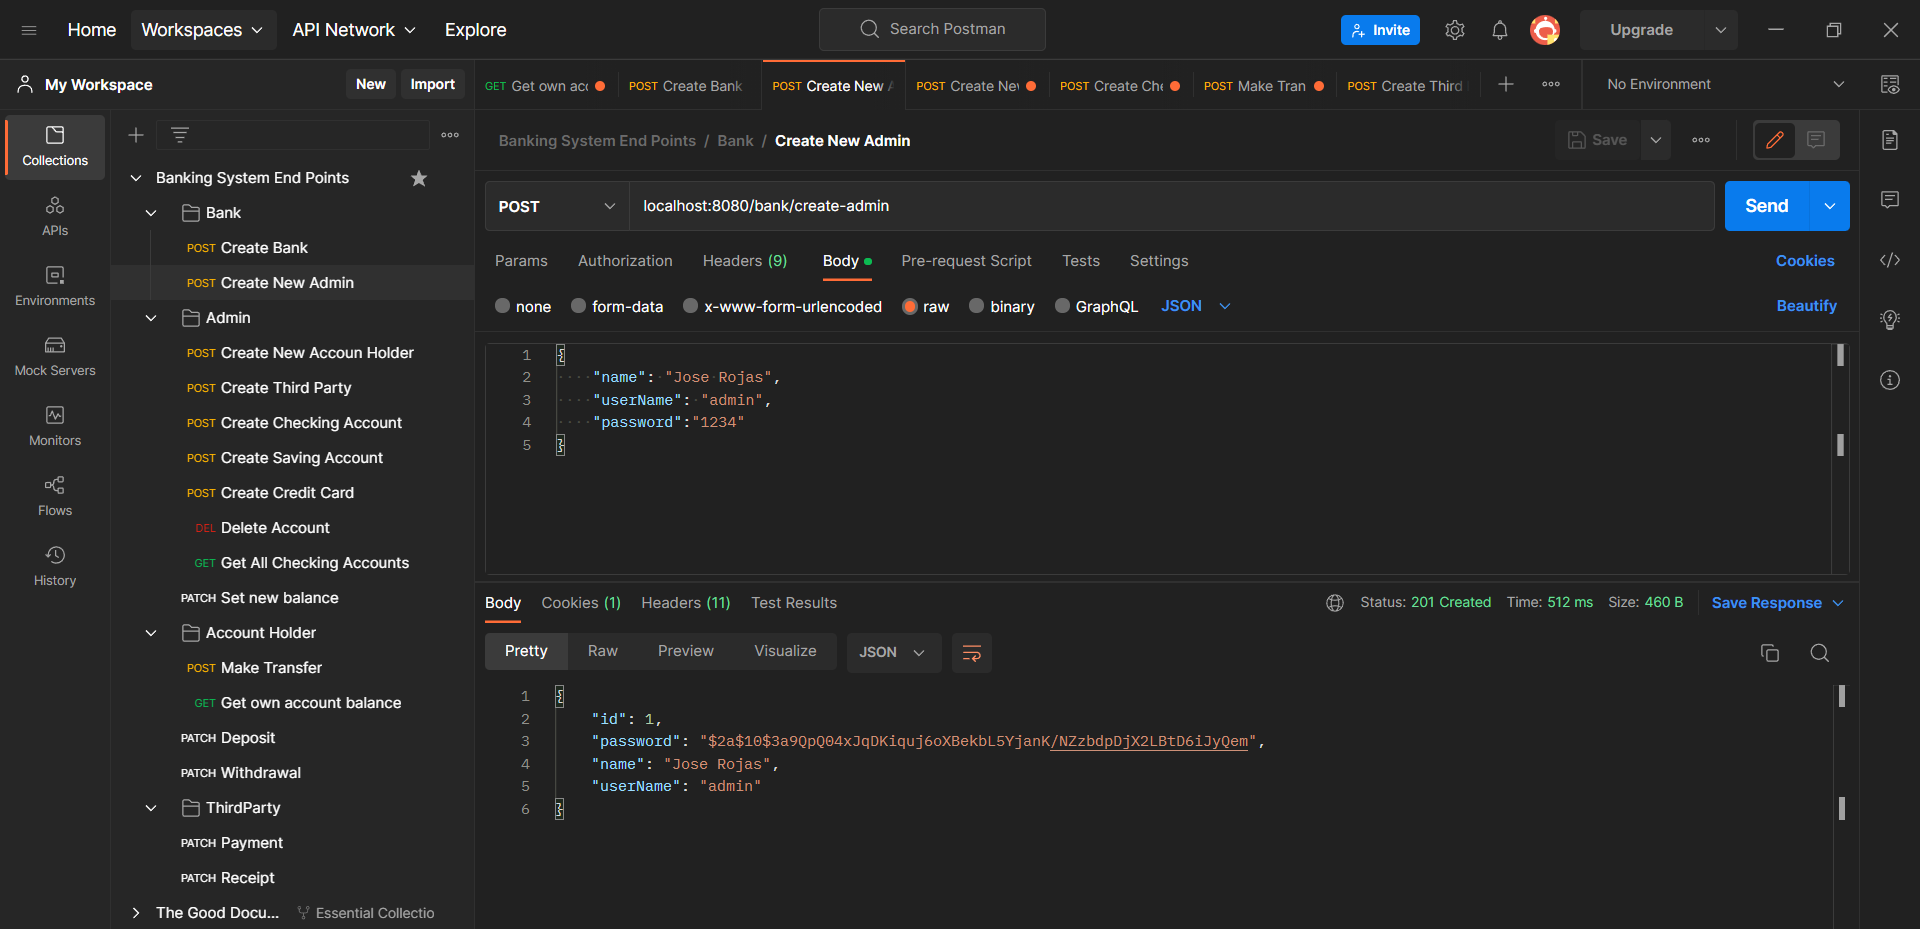 Home
Workspaces
API Network
Explore
Search Postman
Invite
Upgrade
My Workspace
New
Import
GET Get own acc
POST Create Bank
POST Create New A
POST Create Nev
POST Create Che
POST Make Tran
POST Create Third
No Environment
Collections
APIs
Environments
Mock Servers
Monitors
Flows
History
Banking System End Points
Bank
POST Create Bank
POST Create New Admin
Admin
POST Create New Accoun Holder
POST Create Third Party
POST Create Checking Account
POST Create Saving Account
POST Create Credit Card
DEL Delete Account
GET Get All Checking Accounts
PATCH Set new balance
Account Holder
POST Make Transfer
GET Get own account balance
PATCH Deposit
PATCH Withdrawal
ThirdParty
PATCH Payment
PATCH Receipt
The Good Docu... Essential Collectio
Banking System End Points / Bank / Create New Admin
Save
POST
localhost:8080/bank/create-admin
Send
Params Authorization Headers (9) Body Pre-request Script Tests Settings
Cookies
none form-data x-www-form-urlencoded raw binary GraphQL JSON
Beautify
1 {
2 "name": "Jose Rojas",
3 "userName": "admin",
4 "password":"1234"
5 }
Body Cookies (1) Headers (11) Test Results
Status: 201 Created Time: 512 ms Size: 460 B Save Response
Pretty Raw Preview Visualize JSON
1 {
2 "id": 1,
3 "password": "$2a$10$3a9QpQ04xJqDKiquj6oXBekbL5YjanK/NZzbdpDjX2LBtD6iJyQem",
4 "name": "Jose Rojas",
5 "userName": "admin"
6 }